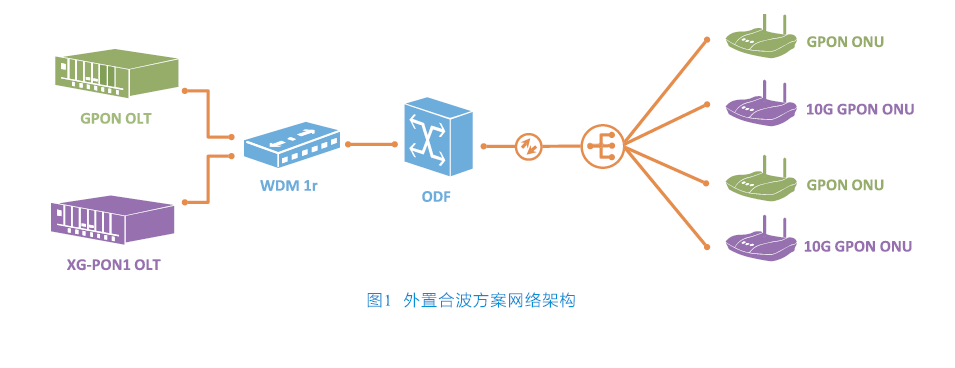 GPON OLT
XG-PON1 OLT
WDM 1r
ODF
GPON ONU
10G GPON ONU
GPON ONU
10G GPON ONU
图1 外置合波方案网络架构